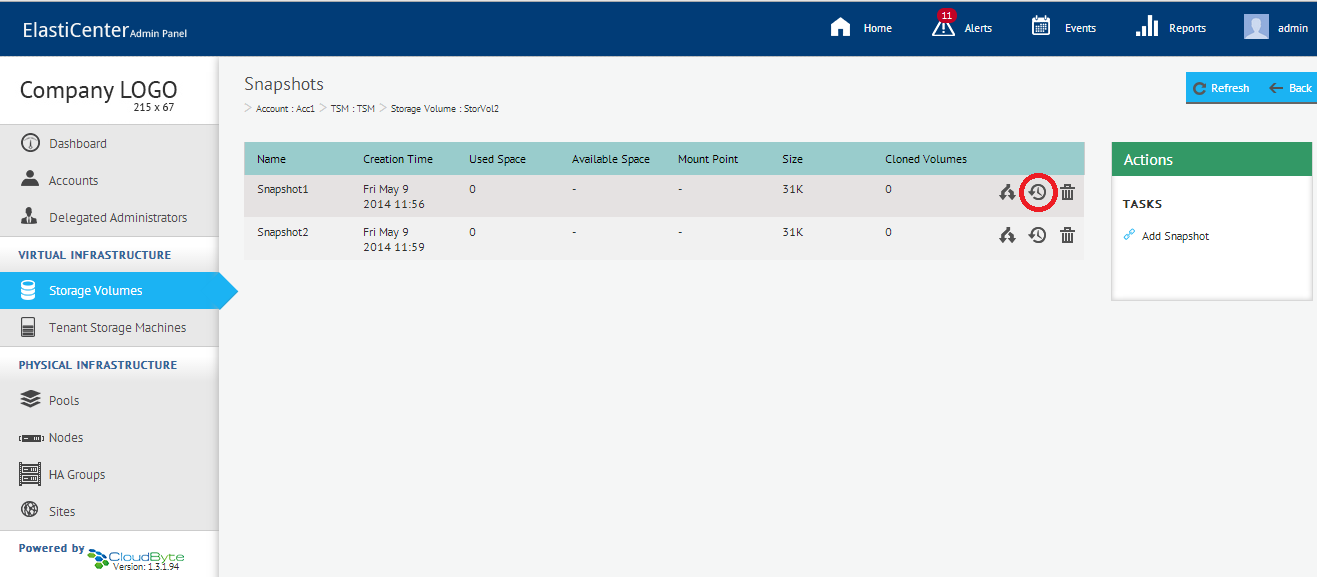 ElastiCenter Admin Panel
Home
11
Alerts
Events
Reports
admin
Company LOGO
215 x 67
Dashboard
Accounts
Delegated Administrators
VIRTUAL INFRASTRUCTURE
Storage Volumes
Tenant Storage Machines
PHYSICAL INFRASTRUCTURE
Pools
Nodes
HA Groups
Sites
Powered by CloudByte
Version: 1.3.1.94
Snapshots
Refresh
Back
> Account : Acc1 > TSM : TSM > Storage Volume : StorVol2
Name Creation Time Used Space Available Space Mount Point Size Cloned Volumes
Snapshot1 Fri May 9 0 - - 31K 0
2014 11:56
Snapshot2 Fri May 9 0 - - 31K 0
2014 11:59
Actions
TASKS
Add Snapshot